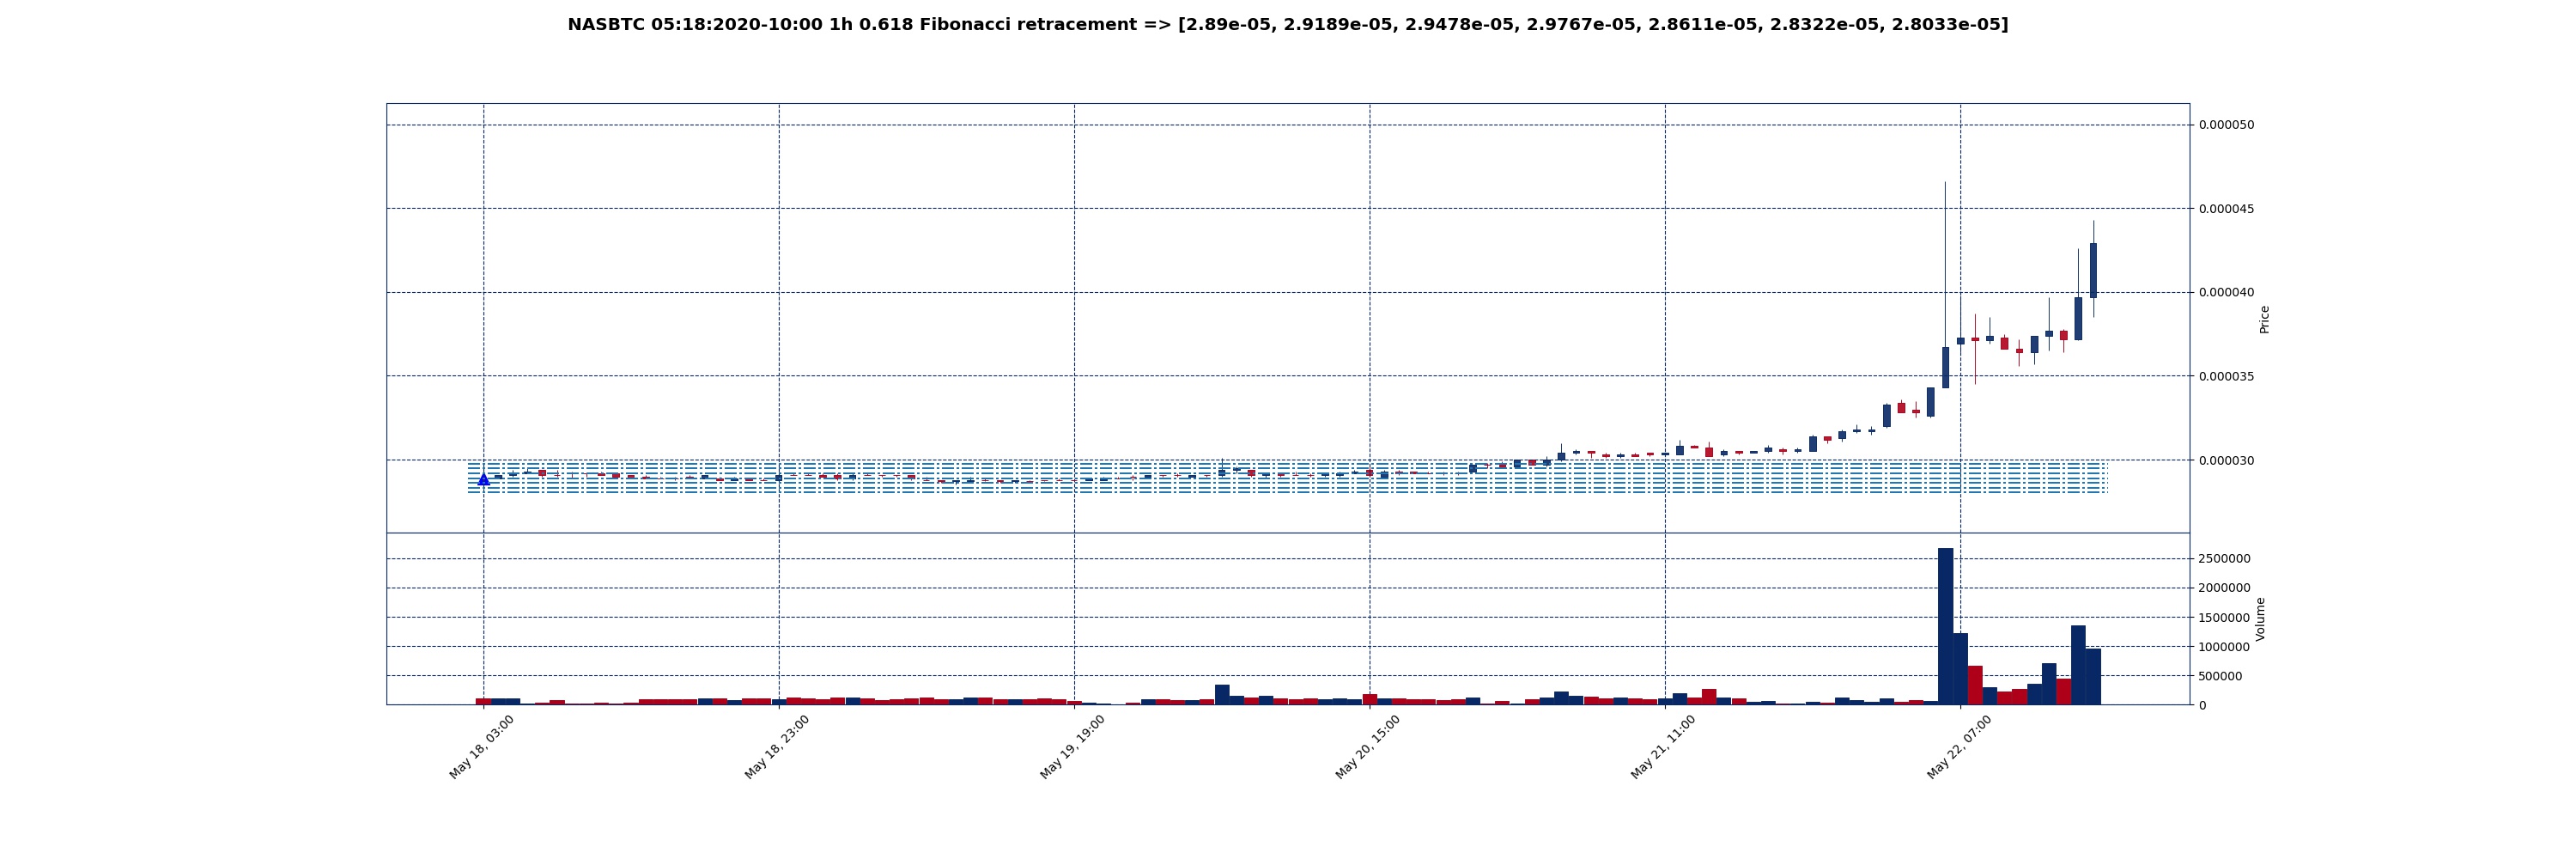 NASBTC 05:18:2020-10:00 1h 0.618 Fibonacci retracement => [2.89e-05, 2.9189e-05, 2.9478e-05, 2.9767e-05, 2.8611e-05, 2.8322e-05, 2.8033e-05]
0.000050
0.000045
0.000040
Price
0.000035
0.000030
2500000
2000000
1500000
Volume
1000000
500000
0
May 18, 03:00
May 18, 23:00
May 19, 19:00
May 20, 15:00
May 21, 11:00
May 22, 07:00